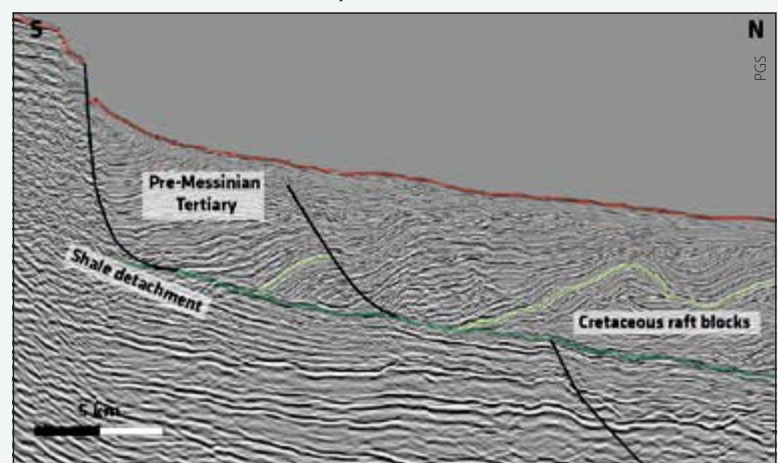 S
N
PGS
Pre-Messinian
Tertiary
Shale detachment
Cretaceous raft blocks
5 km